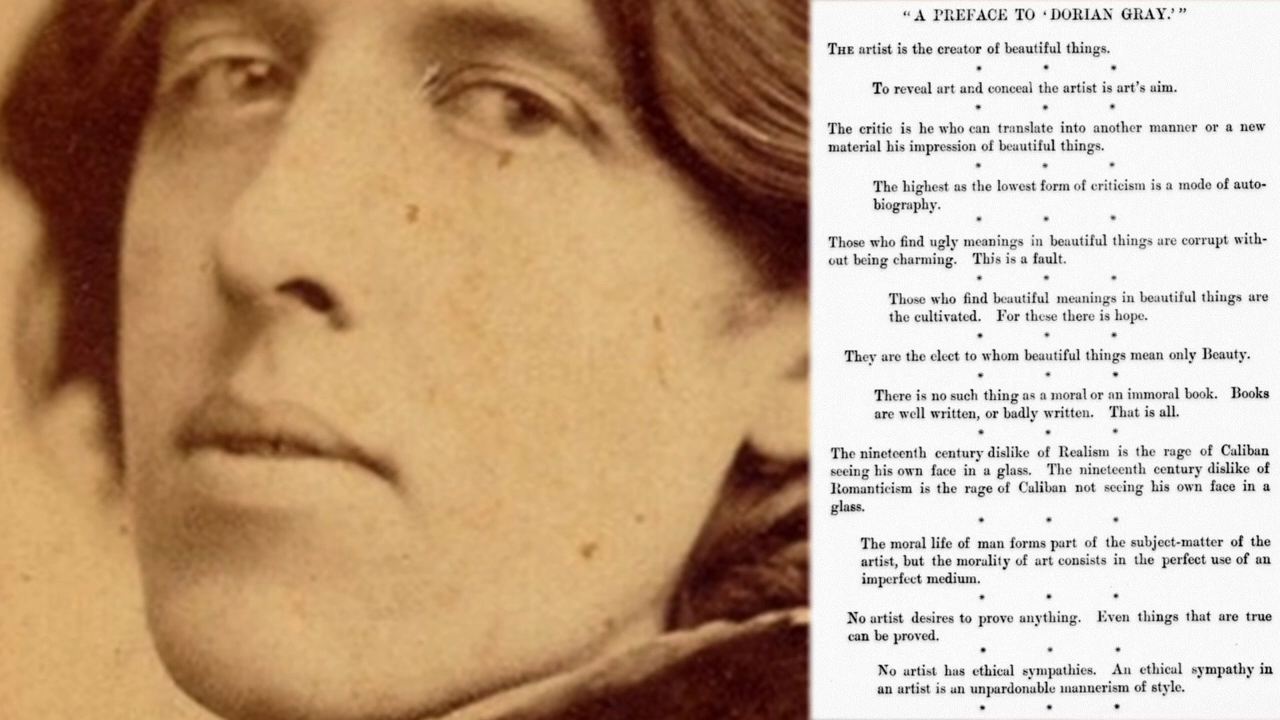 "A PREFACE TO 'DORIAN GRAY.'"
THE artist is the creator of beautiful things.
* * *
To reveal art and conceal the artist is art's aim.
* * *
The critic is he who can translate into another manner or a new
material his impression of beautiful things.
* * *
The highest as the lowest form of criticism is a mode of auto-
biography.
* * *
Those who find ugly meanings in beautiful things are corrupt with-
out being charming. This is a fault.
* * *
Those who find beautiful meanings in beautiful things are
the cultivated. For these there is hope.
* * *
They are the elect to whom beautiful things mean only Beauty.
* * *
There is no such thing as a moral or an immoral book. Books
are well written, or badly written. That is all.
* * *
The nineteenth century dislike of Realism is the rage of Caliban
seeing his own face in a glass. The nineteenth century dislike of
Romanticism is the rage of Caliban not seeing his own face in a
glass.
* * *
The moral life of man forms part of the subject-matter of the
artist, but the morality of art consists in the perfect use of an
imperfect medium.
* * *
No artist desires to prove anything. Even things that are true
can be proved.
* * *
No artist has ethical sympathies. An ethical sympathy in
an artist is an unpardonable mannerism of style.
* * *